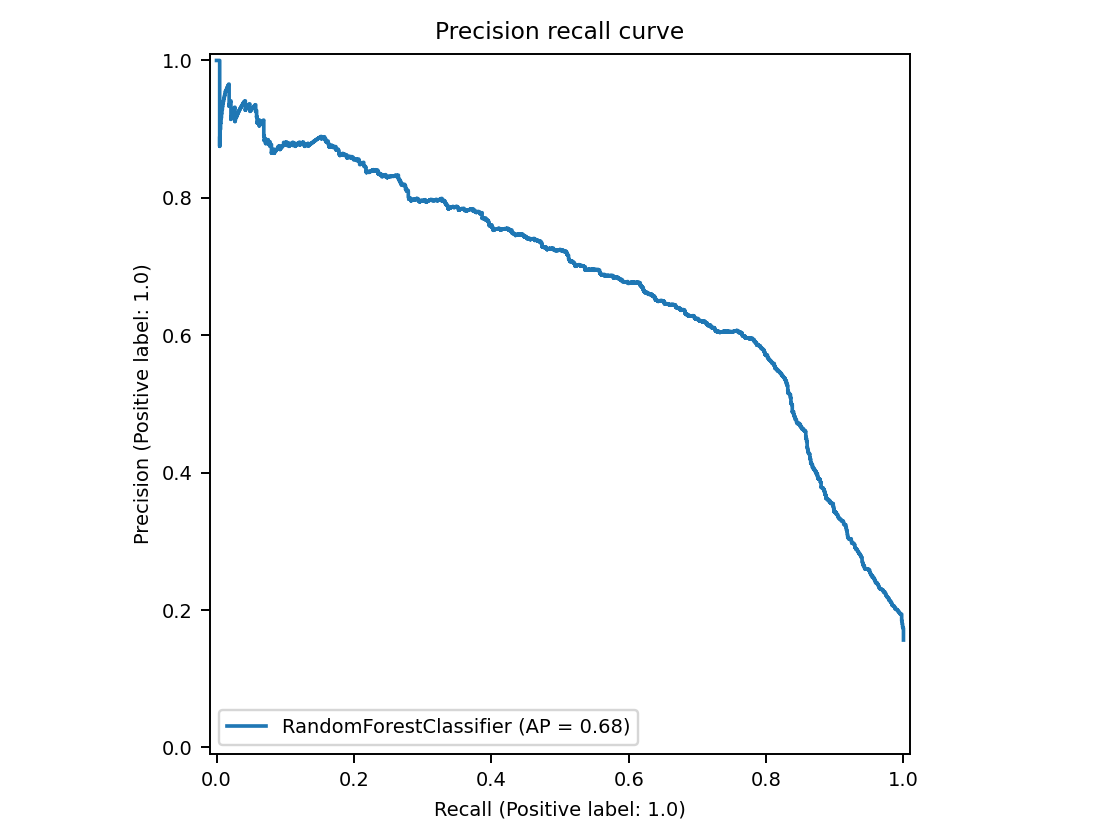 Precision recall curve
1.0
0.8
0.6
0.4
0.2
0.0
Precision (Positive label: 1.0)
RandomForestClassifier (AP = 0.68)
0.0 0.2 0.4 0.6 0.8 1.0
Recall (Positive label: 1.0)